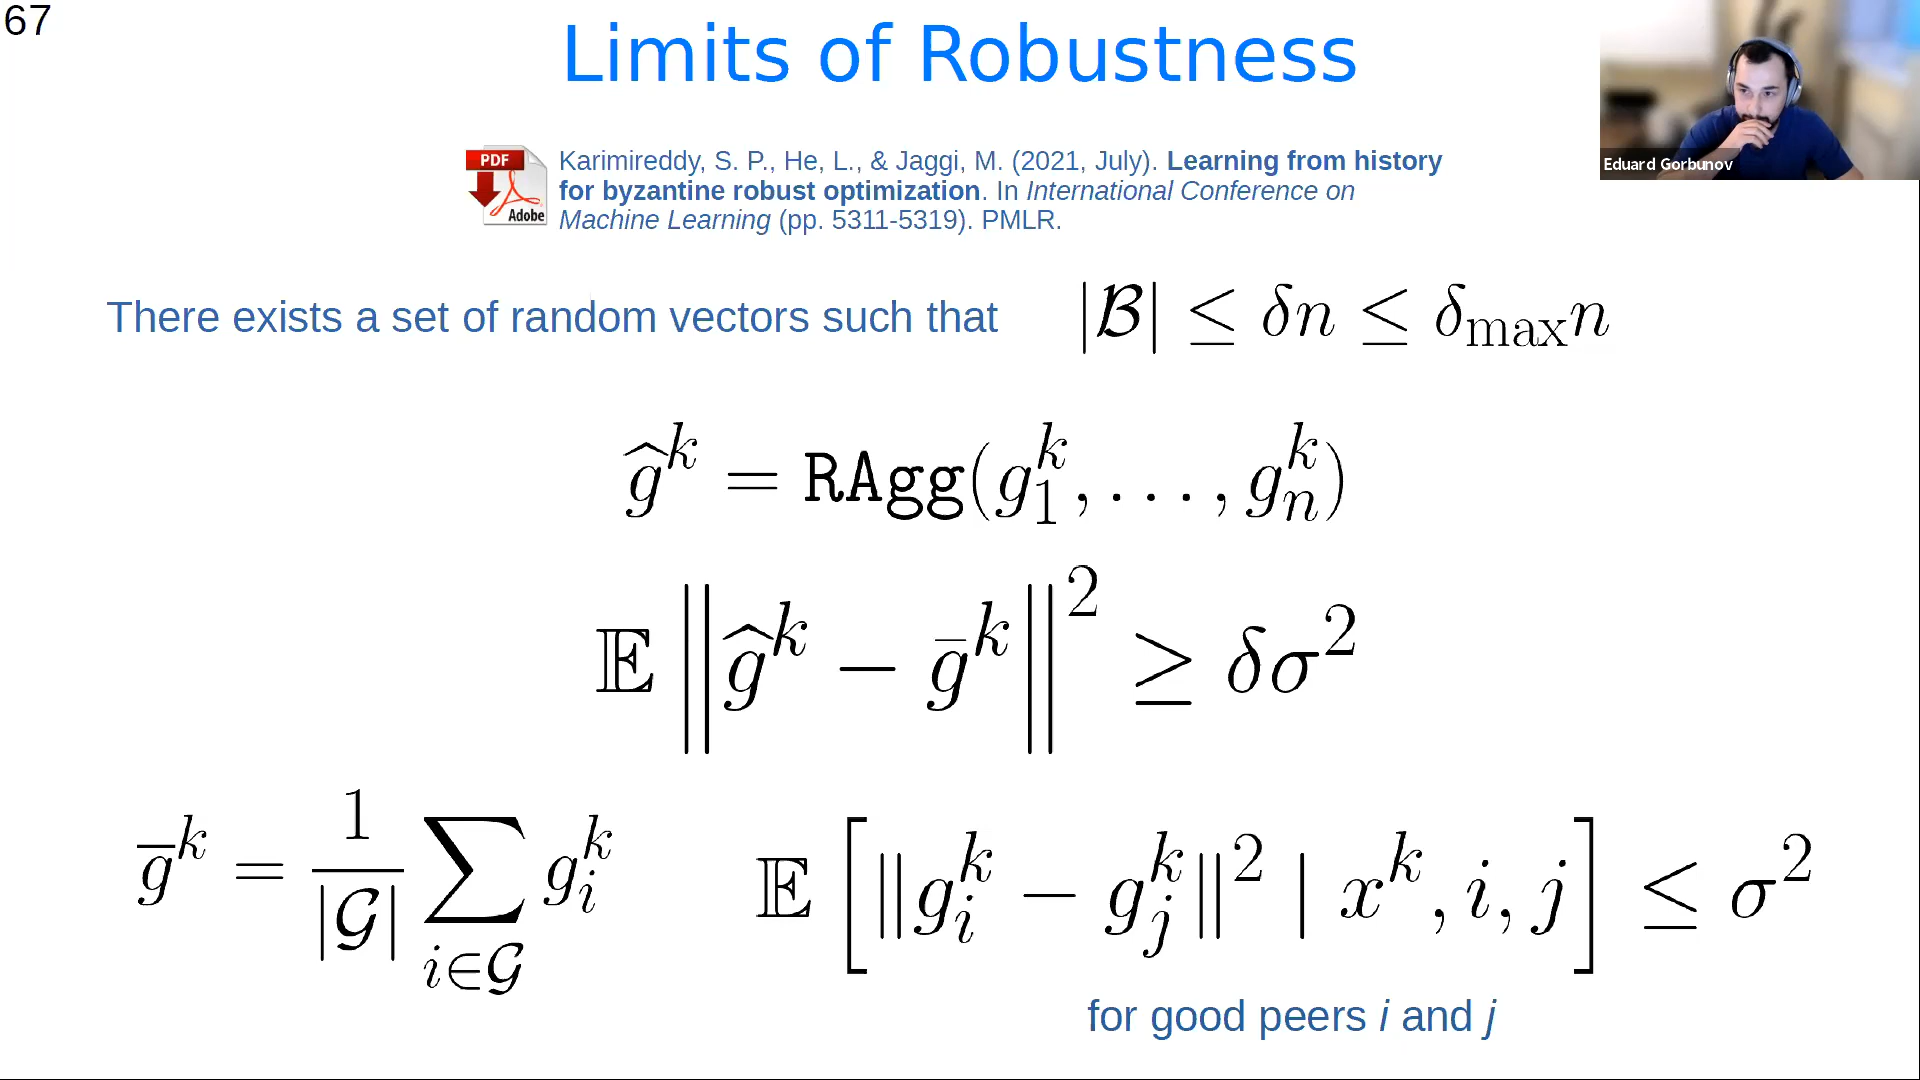 67
Limits of Robustness
Eduard Gorbunov
PDF
Adobe
Karimireddy, S. P., He, L., & Jaggi, M. (2021, July). Learning from history
for byzantine robust optimization. In International Conference on
Machine Learning (pp. 5311-5319). PMLR.
There exists a set of random vectors such that |ℬ| ≤ δn ≤ δ_max n
ĝ^k = RAgg(g_1^k, . . . , g_n^k)
𝔼 ‖ĝ^k − ḡ^k‖^2 ≥ δσ^2
ḡ^k = 1/|𝒢| ∑_{i∈𝒢} g_i^k
𝔼 [‖g_i^k − g_j^k‖^2 | x^k, i, j] ≤ σ^2
for good peers i and j